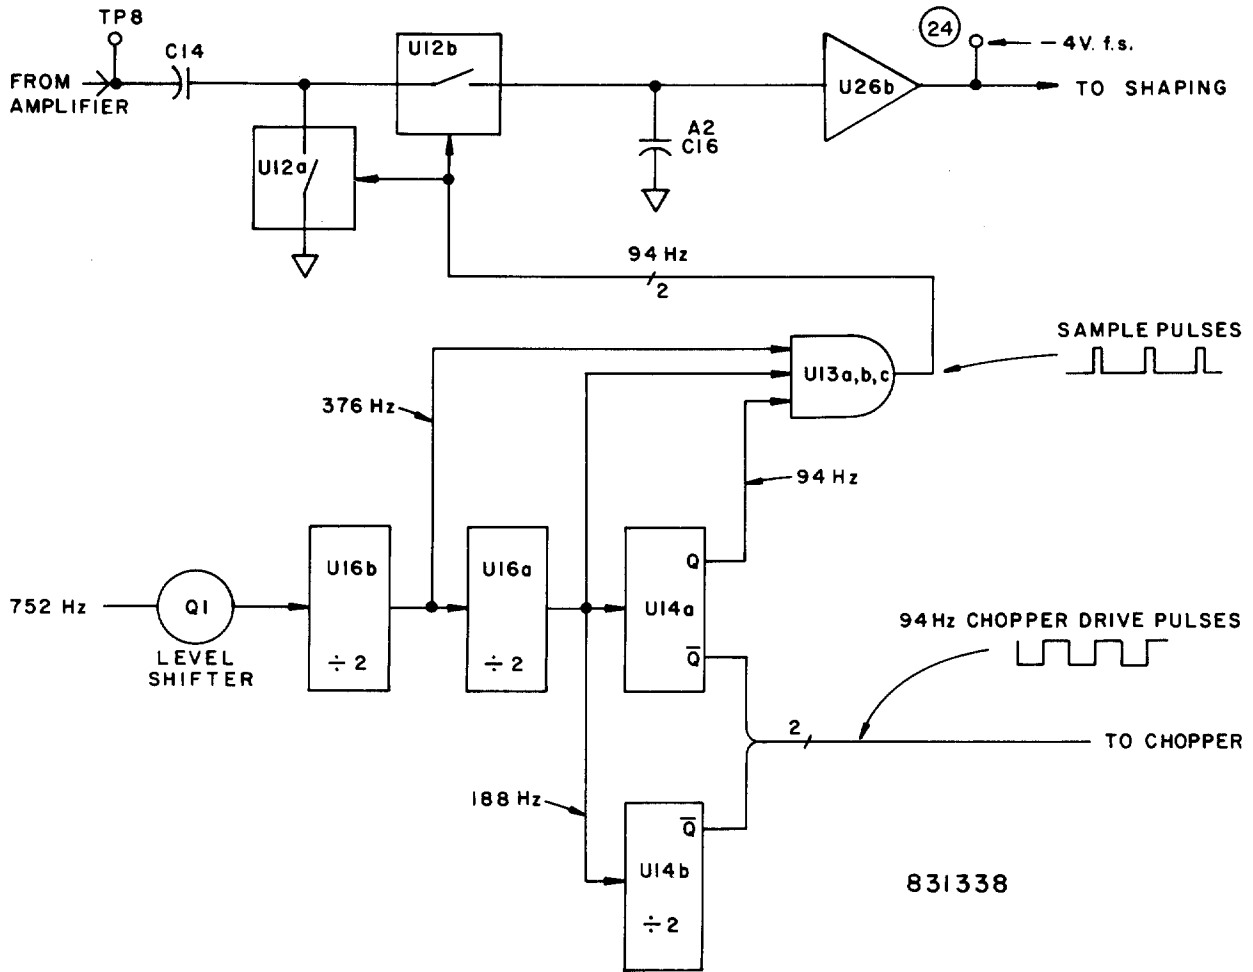 TP8
C14
U12b
24
-4V. f.s.
FROM
AMPLIFIER
U26b
TO SHAPING
A2
C16
U12a
94 Hz
2
SAMPLE PULSES
U13a,b,c
376 Hz
94 Hz
U16b
÷ 2
U16a
÷ 2
Q
U14a
Q̅
752 Hz
Q1
LEVEL
SHIFTER
94 Hz CHOPPER DRIVE PULSES
2
TO CHOPPER
188 Hz
Q̅
U14b
÷ 2
831338